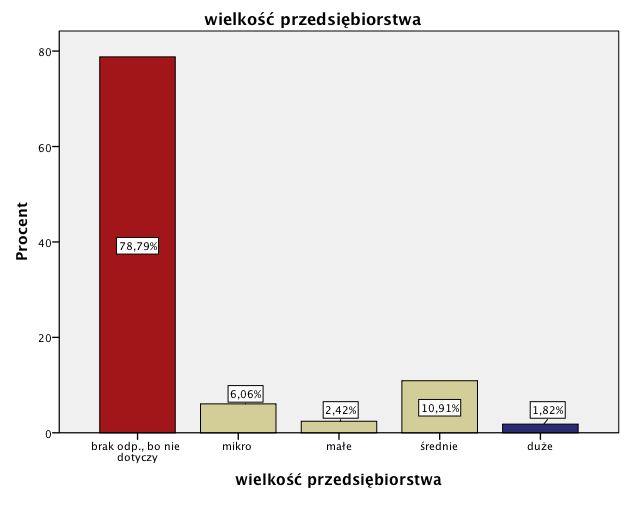 wielkość przedsiębiorstwa
Procent
80
60
40
20
0
78,79%
6,06%
2,42%
10,91%
1,82%
brak odp., bo nie
dotyczy
mikro
małe
średnie
duże
wielkość przedsiębiorstwa